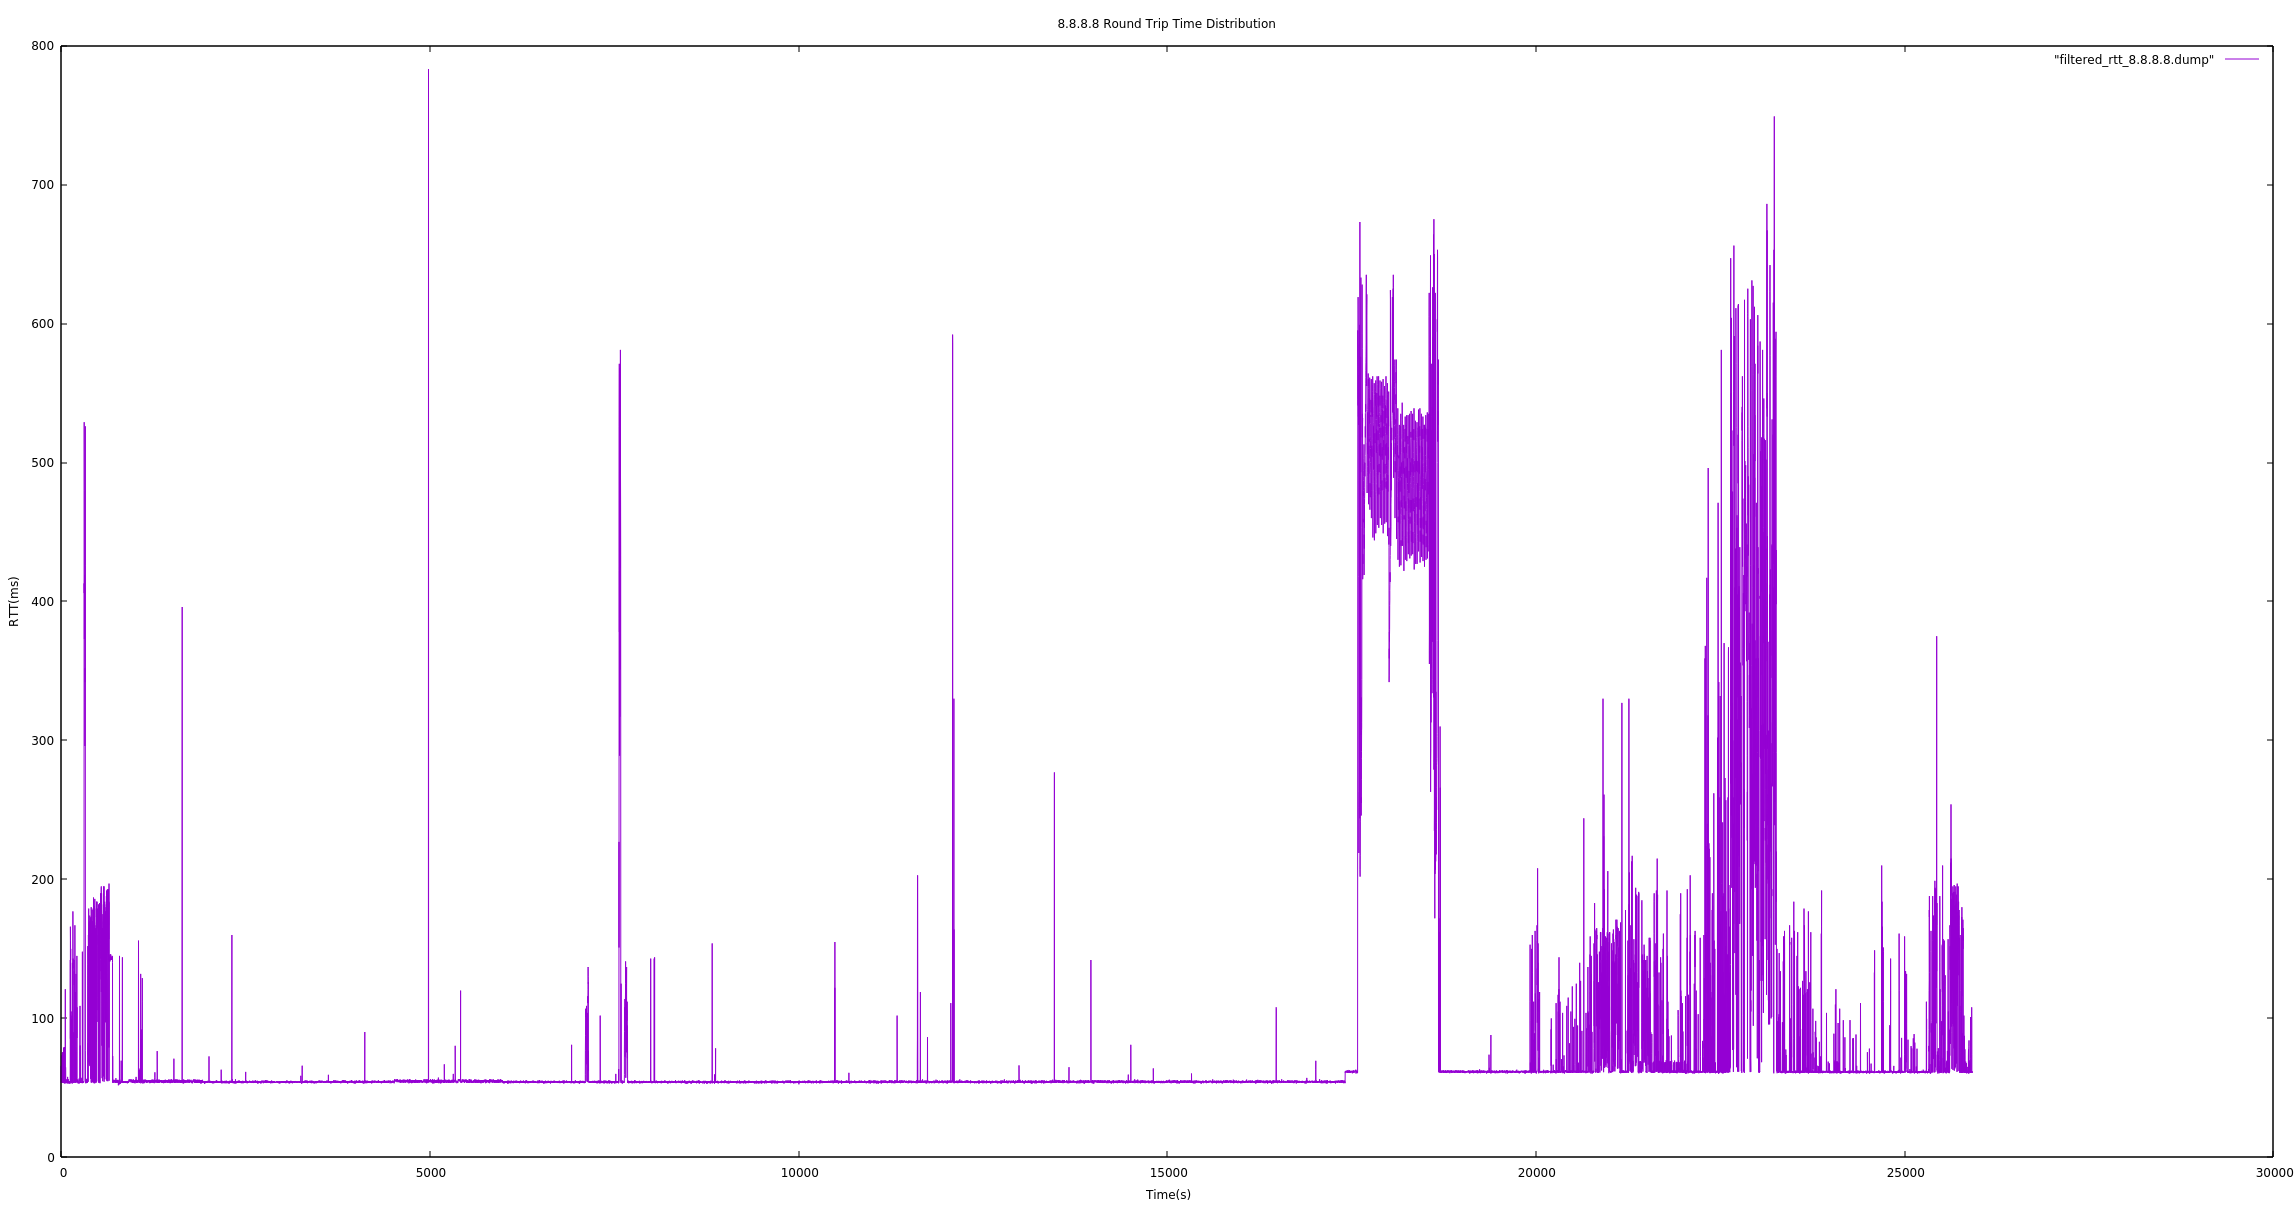 8.8.8.8 Round Trip Time Distribution
"filtered_rtt_8.8.8.8.dump"
800
700
600
500
400
300
200
100
0
RTT(ms)
0 5000 10000 15000 20000 25000 30000
Time(s)